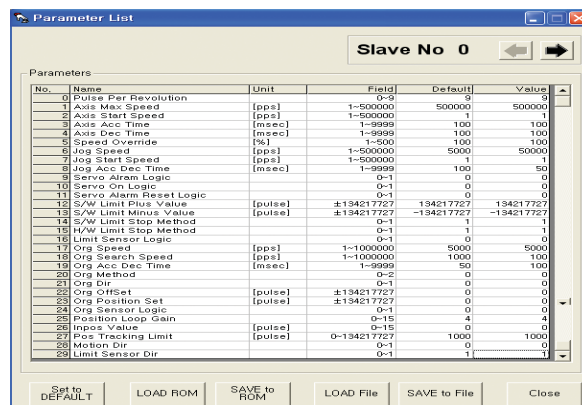 Parameter List
Slave No 0
Parameters
No. Name Unit Field Default Value
0 Pulse Per Revolution 0~9 9 9
1 Axis Max Speed [pps] 1~500000 500000 500000
2 Axis Start Speed [pps] 1~500000 1 1
3 Axis Acc Time [msec] 1~9999 100 100
4 Axis Dec Time [msec] 1~9999 100 100
5 Speed Override [%] 1~500 100 100
6 Jog Speed [pps] 1~500000 5000 50000
7 Jog Start Speed [pps] 1~500000 1 1
8 Jog Acc Dec Time [msec] 1~9999 100 50
9 Servo Alram Logic 0~1 0 0
10 Servo On Logic 0~1 0 0
11 Servo Alarm Reset Logic 0~1 0 0
12 S/W Limit Plus Value [pulse] ±134217727 134217727 134217727
13 S/W Limit Minus Value [pulse] ±134217727 -134217727 -134217727
14 S/W Limit Stop Method 0~1 1 1
15 H/W Limit Stop Method 0~1 1 1
16 Limit Sensor Logic 0~1 0 0
17 Org Speed [pps] 1~1000000 5000 5000
18 Org Search Speed [pps] 1~1000000 1000 100
19 Org Acc Dec Time [msec] 1~9999 50 100
20 Org Method 0~2 0 0
21 Org Dir 0~1 0 0
22 Org OffSet [pulse] ±134217727 0 0
23 Org Position Set [pulse] ±134217727 0 0
24 Org Sensor Logic 0~1 0 0
25 Position Loop Gain 0~15 4 4
26 Inpos Value [pulse] 0~15 0 0
27 Pos Tracking Limit [pulse] 0~134217727 1000 1000
28 Motion Dir 0~1 0 0
29 Limit Sensor Dir 0~1 1 1
Set to DEFAULT LOAD ROM SAVE to ROM LOAD File SAVE to File Close